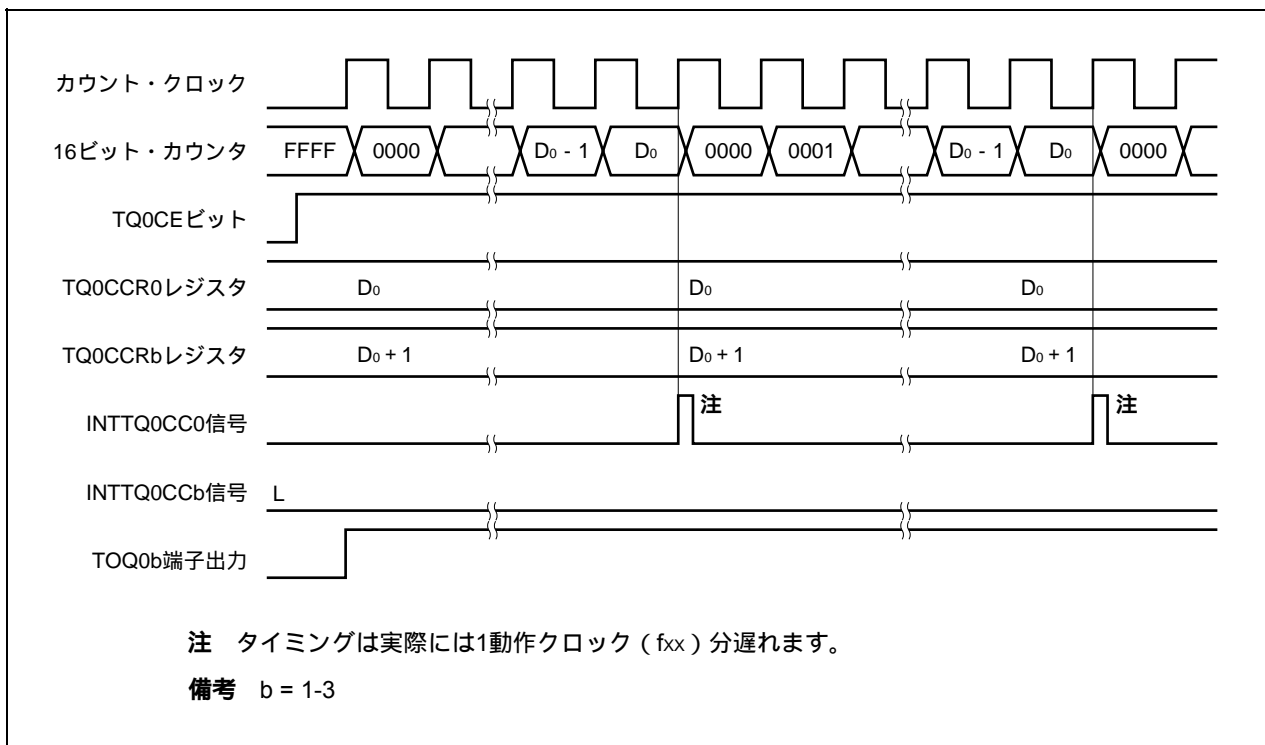 カウント・クロック
16ビット・カウンタ FFFF 0000 D0 - 1 D0 0000 0001 D0 - 1 D0 0000
TQ0CEビット
TQ0CCR0レジスタ D0 D0 D0
TQ0CCRbレジスタ D0 + 1 D0 + 1 D0 + 1
INTTQ0CC0信号 注 注
INTTQ0CCb信号 L
TOQ0b端子出力
注 タイミングは実際には1動作クロック（fxx）分遅れます。
備考 b = 1-3